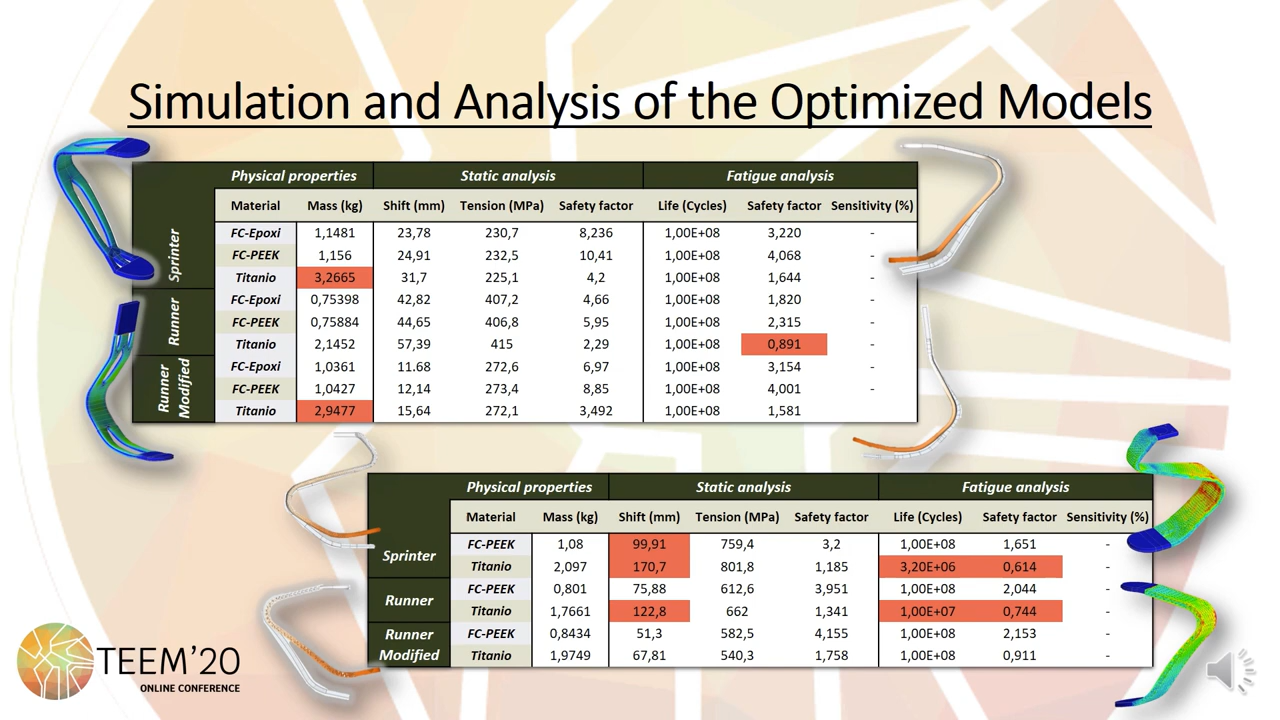 Simulation and Analysis of the Optimized Models
Physical properties Static analysis Fatigue analysis
Material Mass (kg) Shift (mm) Tension (MPa) Safety factor Life (Cycles) Safety factor Sensitivity (%)
Sprinter
FC-Epoxi 1,1481 23,78 230,7 8,236 1,00E+08 3,220 -
FC-PEEK 1,156 24,91 232,5 10,41 1,00E+08 4,068 -
Titanio 3,2665 31,7 225,1 4,2 1,00E+08 1,644 -
Runner
FC-Epoxi 0,75398 42,82 407,2 4,66 1,00E+08 1,820 -
FC-PEEK 0,75884 44,65 406,8 5,95 1,00E+08 2,315 -
Titanio 2,1452 57,39 415 2,29 1,00E+08 0,891 -
Runner
Modified
FC-Epoxi 1,0361 11.68 272,6 6,97 1,00E+08 3,154 -
FC-PEEK 1,0427 12,14 273,4 8,85 1,00E+08 4,001 -
Titanio 2,9477 15,64 272,1 3,492 1,00E+08 1,581
Physical properties Static analysis Fatigue analysis
Material Mass (kg) Shift (mm) Tension (MPa) Safety factor Life (Cycles) Safety factor Sensitivity (%)
Sprinter
FC-PEEK 1,08 99,91 759,4 3,2 1,00E+08 1,651 -
Titanio 2,097 170,7 801,8 1,185 3,20E+06 0,614 -
Runner
FC-PEEK 0,801 75,88 612,6 3,951 1,00E+08 2,044 -
Titanio 1,7661 122,8 662 1,341 1,00E+07 0,744 -
Runner
Modified
FC-PEEK 0,8434 51,3 582,5 4,155 1,00E+08 2,153 -
Titanio 1,9749 67,81 540,3 1,758 1,00E+08 0,911 -
TEEM'20
ONLINE CONFERENCE